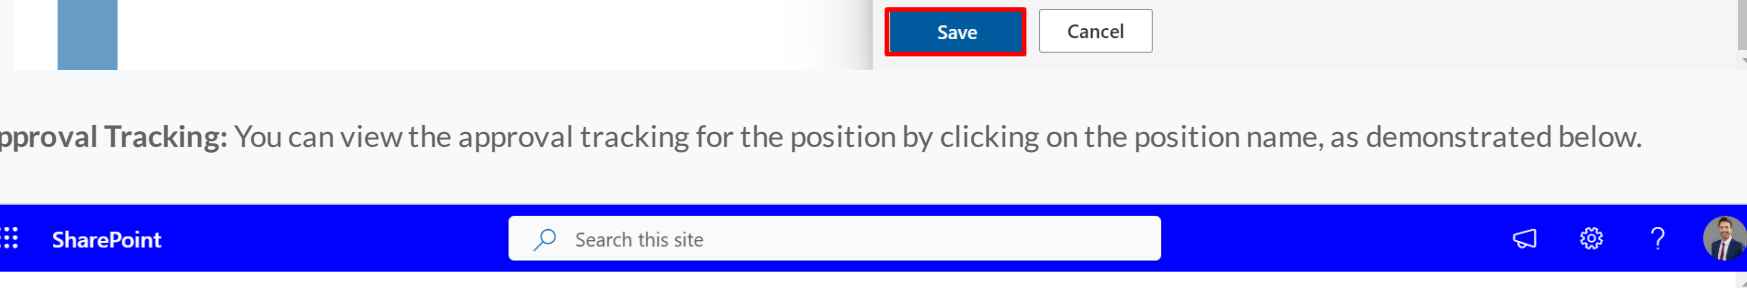 Save Cancel
pproval Tracking: You can view the approval tracking for the position by clicking on the position name, as demonstrated below.
SharePoint Search this site ?